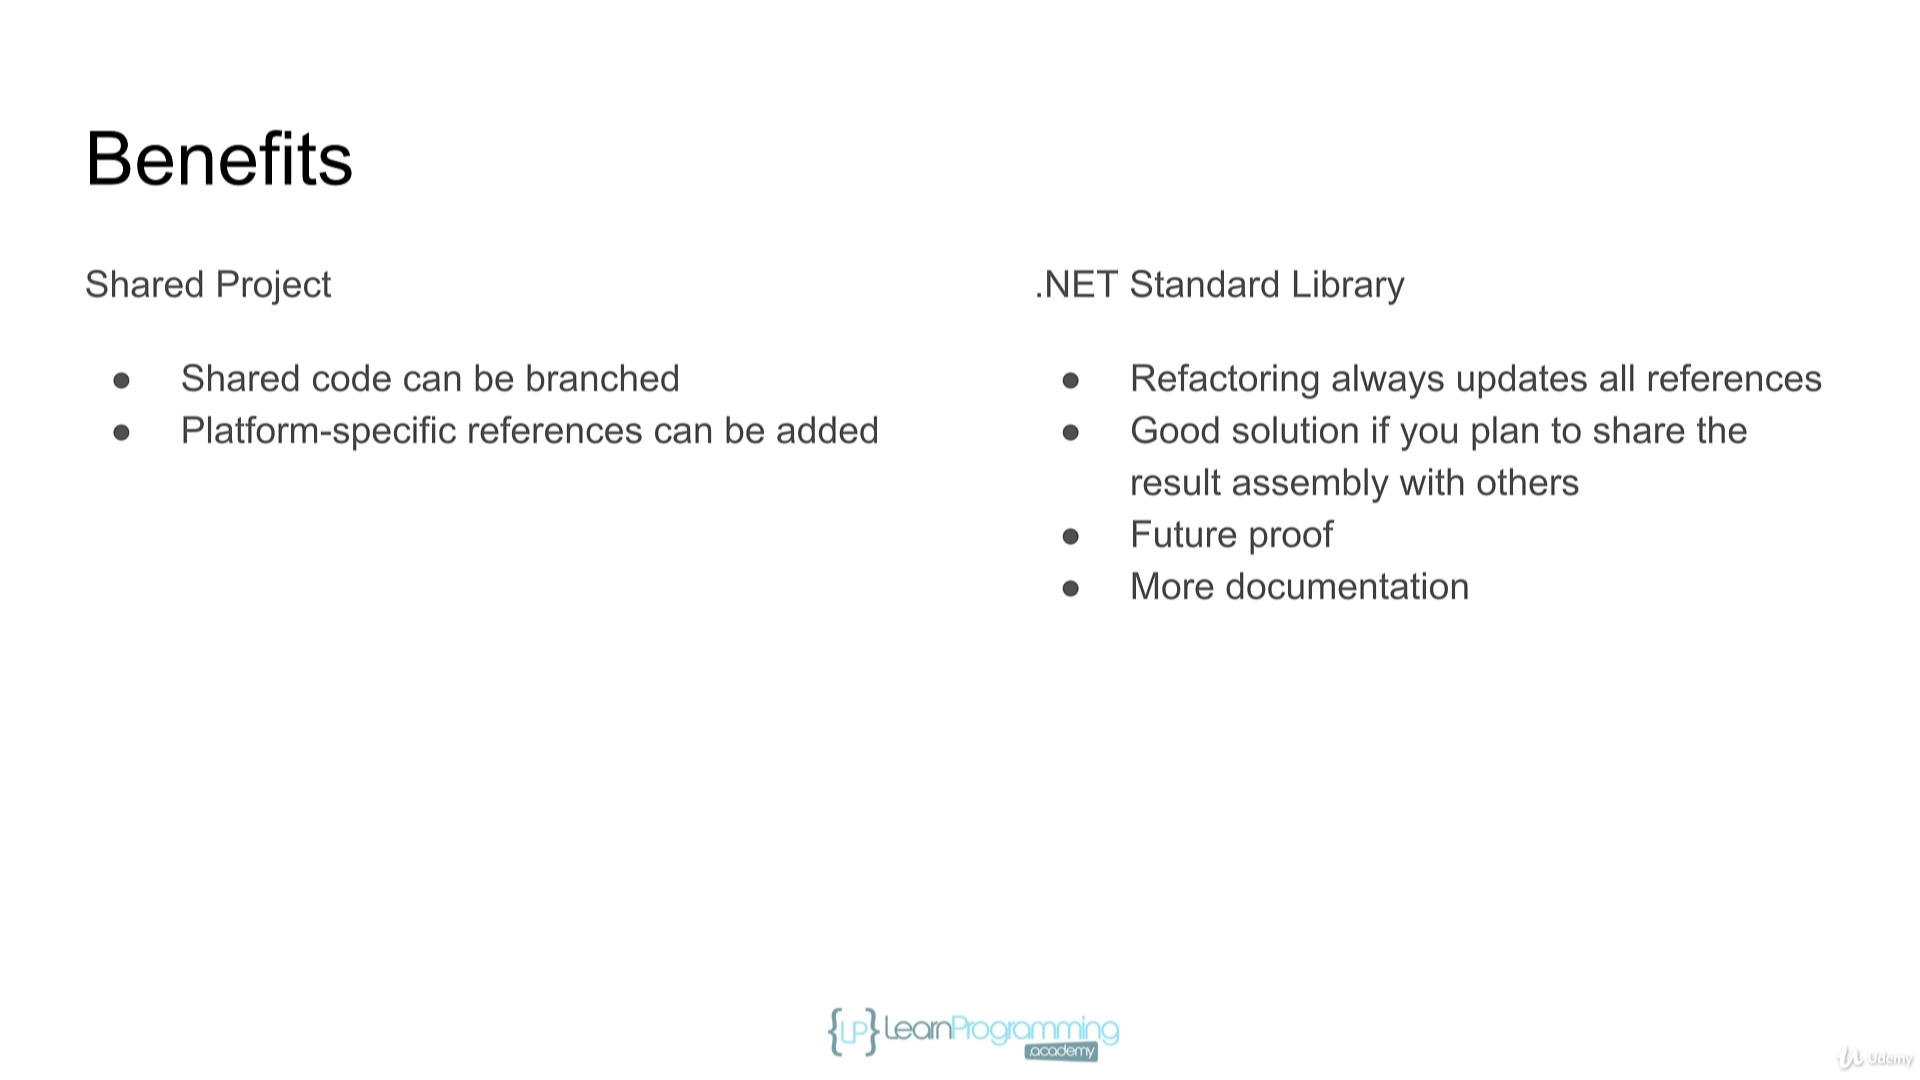 Benefits
Shared Project
Shared code can be branched
Platform-specific references can be added
.NET Standard Library
Refactoring always updates all references
Good solution if you plan to share the
result assembly with others
Future proof
More documentation
{LP} LearnProgramming
academy
Udemy